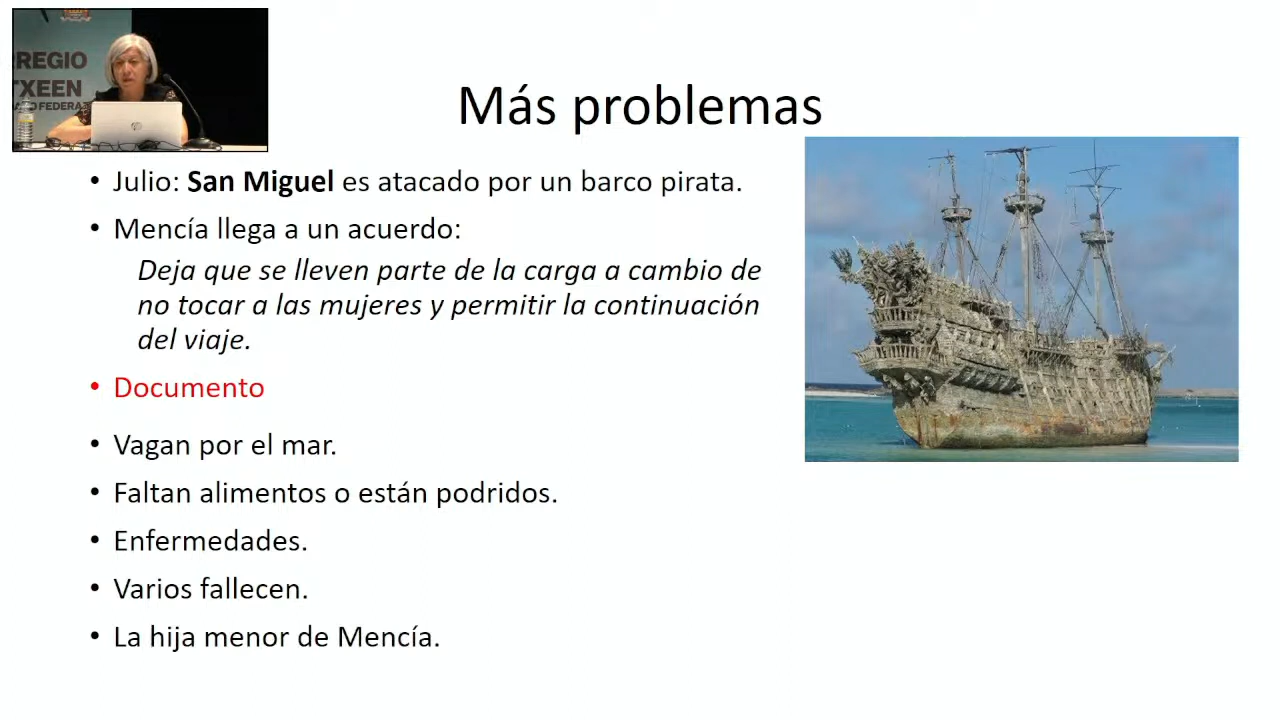 REGIO
TXEEN
FEDERA
Más problemas
• Julio: San Miguel es atacado por un barco pirata.
• Mencía llega a un acuerdo:
Deja que se lleven parte de la carga a cambio de
no tocar a las mujeres y permitir la continuación
del viaje.
• Documento
• Vagan por el mar.
• Faltan alimentos o están podridos.
• Enfermedades.
• Varios fallecen.
• La hija menor de Mencía.